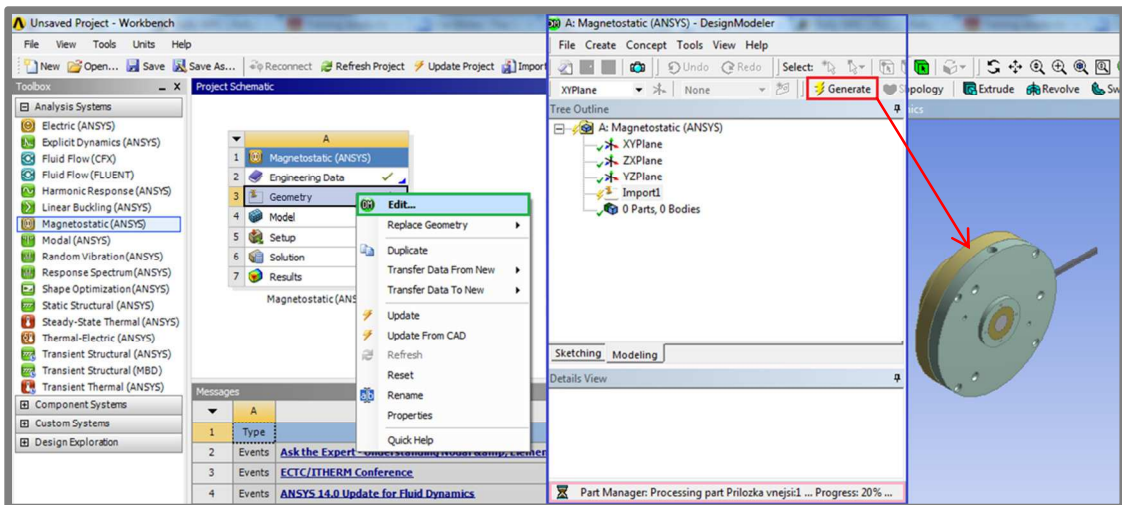 Unsaved Project - Workbench
File View Tools Units Help
New Open... Save Save As... Reconnect Refresh Project Update Project Import
Toolbox
Analysis Systems
Electric (ANSYS)
Explicit Dynamics (ANSYS)
Fluid Flow (CFX)
Fluid Flow (FLUENT)
Harmonic Response (ANSYS)
Linear Buckling (ANSYS)
Magnetostatic (ANSYS)
Modal (ANSYS)
Random Vibration (ANSYS)
Response Spectrum (ANSYS)
Shape Optimization (ANSYS)
Static Structural (ANSYS)
Steady-State Thermal (ANSYS)
Thermal-Electric (ANSYS)
Transient Structural (ANSYS)
Transient Structural (MBD)
Transient Thermal (ANSYS)
Component Systems
Custom Systems
Design Exploration
Project Schematic
A
1 Magnetostatic (ANSYS)
2 Engineering Data
3 Geometry
4 Model
5 Setup
6 Solution
7 Results
Magnetostatic (ANS
Edit...
Replace Geometry
Duplicate
Transfer Data From New
Transfer Data To New
Update
Update From CAD
Refresh
Reset
Rename
Properties
Quick Help
Messages
A
1 Type
2 Events Ask the Expert - Understanding Nodal &amp; Elemen
3 Events ECTC/ITHERM Conference
4 Events ANSYS 14.0 Update for Fluid Dynamics
A: Magnetostatic (ANSYS) - DesignModeler
File Create Concept Tools View Help
Undo Redo Select:
XYPlane None Generate opology Extrude Revolve Sw
Tree Outline
A: Magnetostatic (ANSYS)
XYPlane
ZXPlane
YZPlane
Import1
0 Parts, 0 Bodies
Sketching Modeling
Details View
Part Manager: Processing part Prilozka vnejsi:1 ... Progress: 20% ...